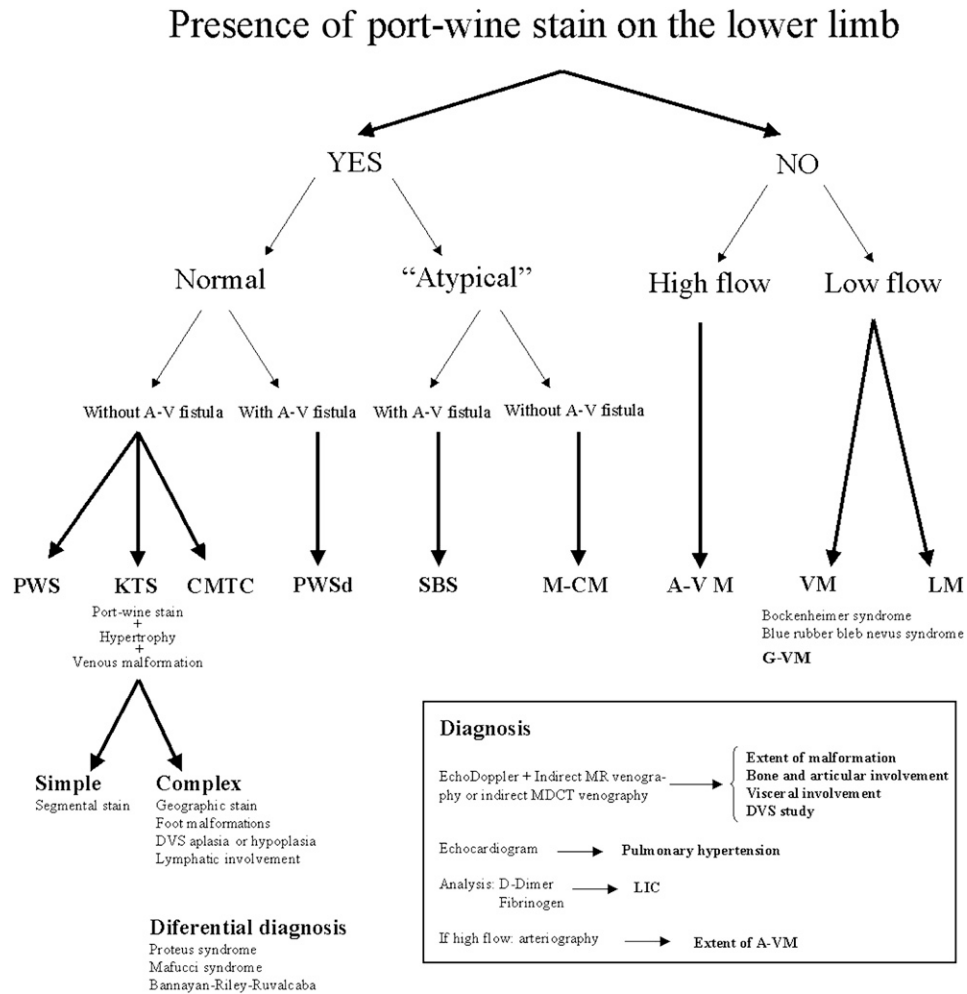 Presence of port-wine stain on the lower limb
YES
NO
Normal
“Atypical”
High flow
Low flow
Without A-V fistula
With A-V fistula
With A-V fistula
Without A-V fistula
PWS
KTS
CMTC
PWSd
SBS
M-CM
A-V M
VM
LM
Port-wine stain
+
Hypertrophy
+
Venous malformation
Bockenheimer syndrome
Blue rubber bleb nevus syndrome
G-VM
Simple
Segmental stain
Complex
Geographic stain
Foot malformations
DVS aplasia or hypoplasia
Lymphatic involvement
Diferential diagnosis
Proteus syndrome
Mafucci syndrome
Bannayan-Riley-Ruvalcaba
Diagnosis
EchoDoppler + Indirect MR venogra-
phy or indirect MDCT venography
Extent of malformation
Bone and articular involvement
Visceral involvement
DVS study
Echocardiogram
Pulmonary hypertension
Analysis: D-Dimer
Fibrinogen
LIC
If high flow: arteriography
Extent of A-VM